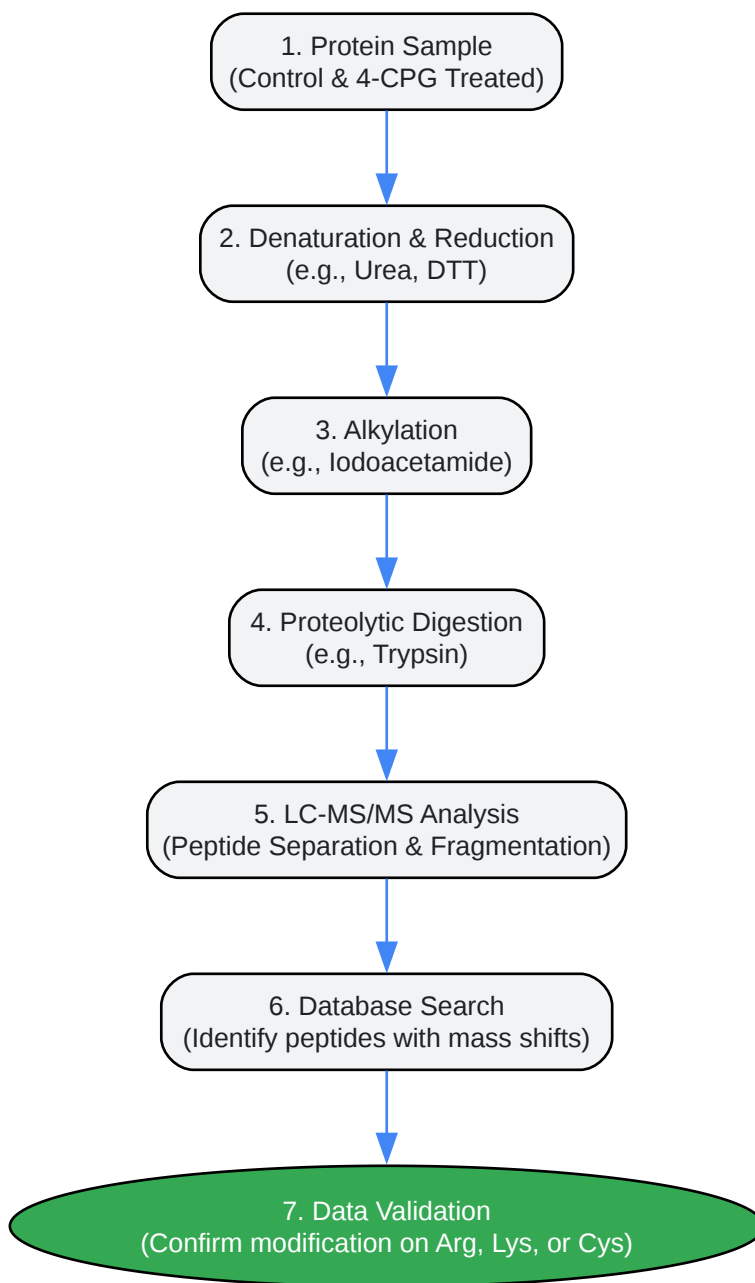 1. Protein Sample
(Control & 4-CPG Treated)
2. Denaturation & Reduction
(e.g., Urea, DTT)
3. Alkylation
(e.g., Iodoacetamide)
4. Proteolytic Digestion
(e.g., Trypsin)
5. LC-MS/MS Analysis
(Peptide Separation & Fragmentation)
6. Database Search
(Identify peptides with mass shifts)
7. Data Validation
(Confirm modification on Arg, Lys, or Cys)